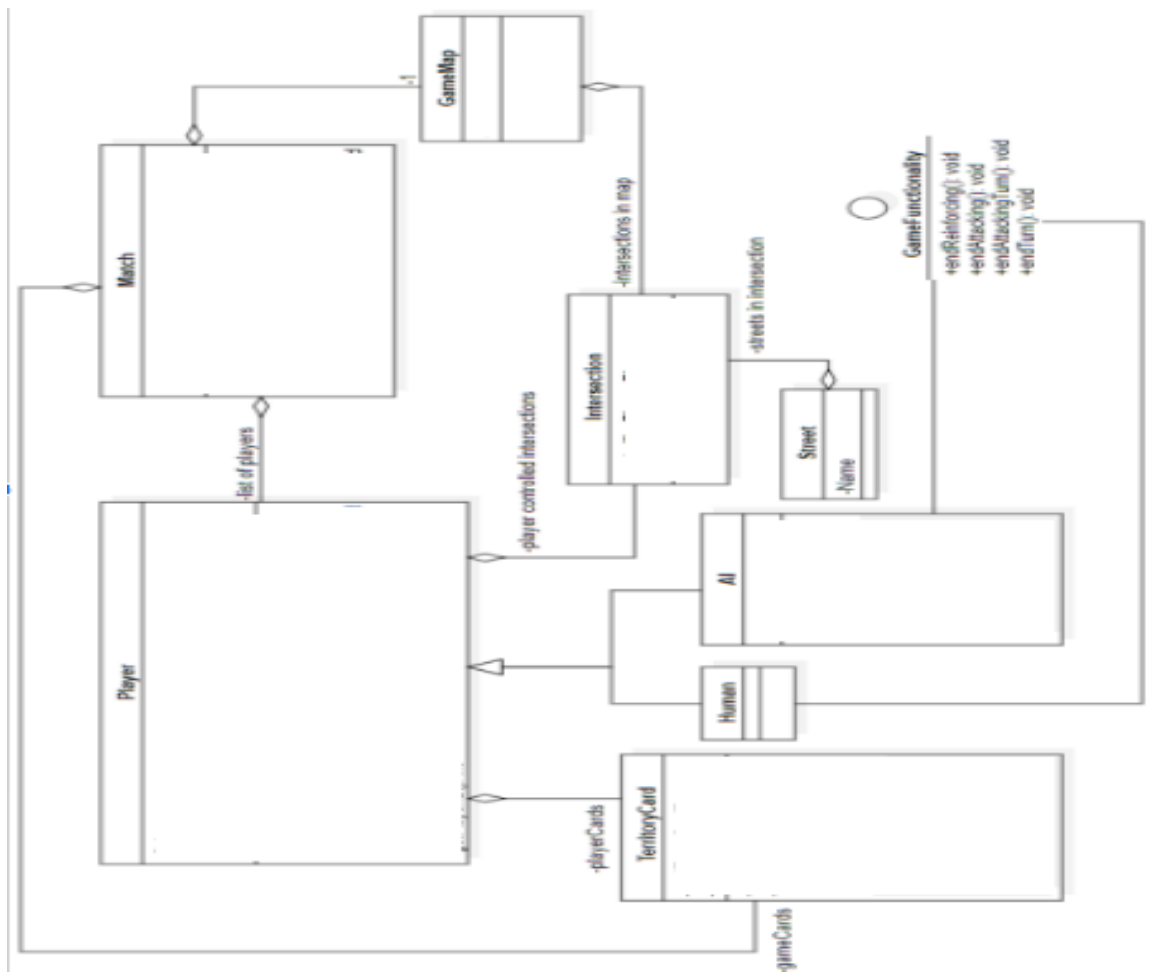 GameMap
-1
Match
-intersections in map
GameFunctionality
+endReinforcing(): void
+endAttacking(): void
+endAttackingTurn(): void
+endTurn(): void
-list of players
-player controlled intersections
Intersection
-streets in intersection
Street
-Name
Player
AI
Human
-playerCards
TerritoryCard
-gameCards